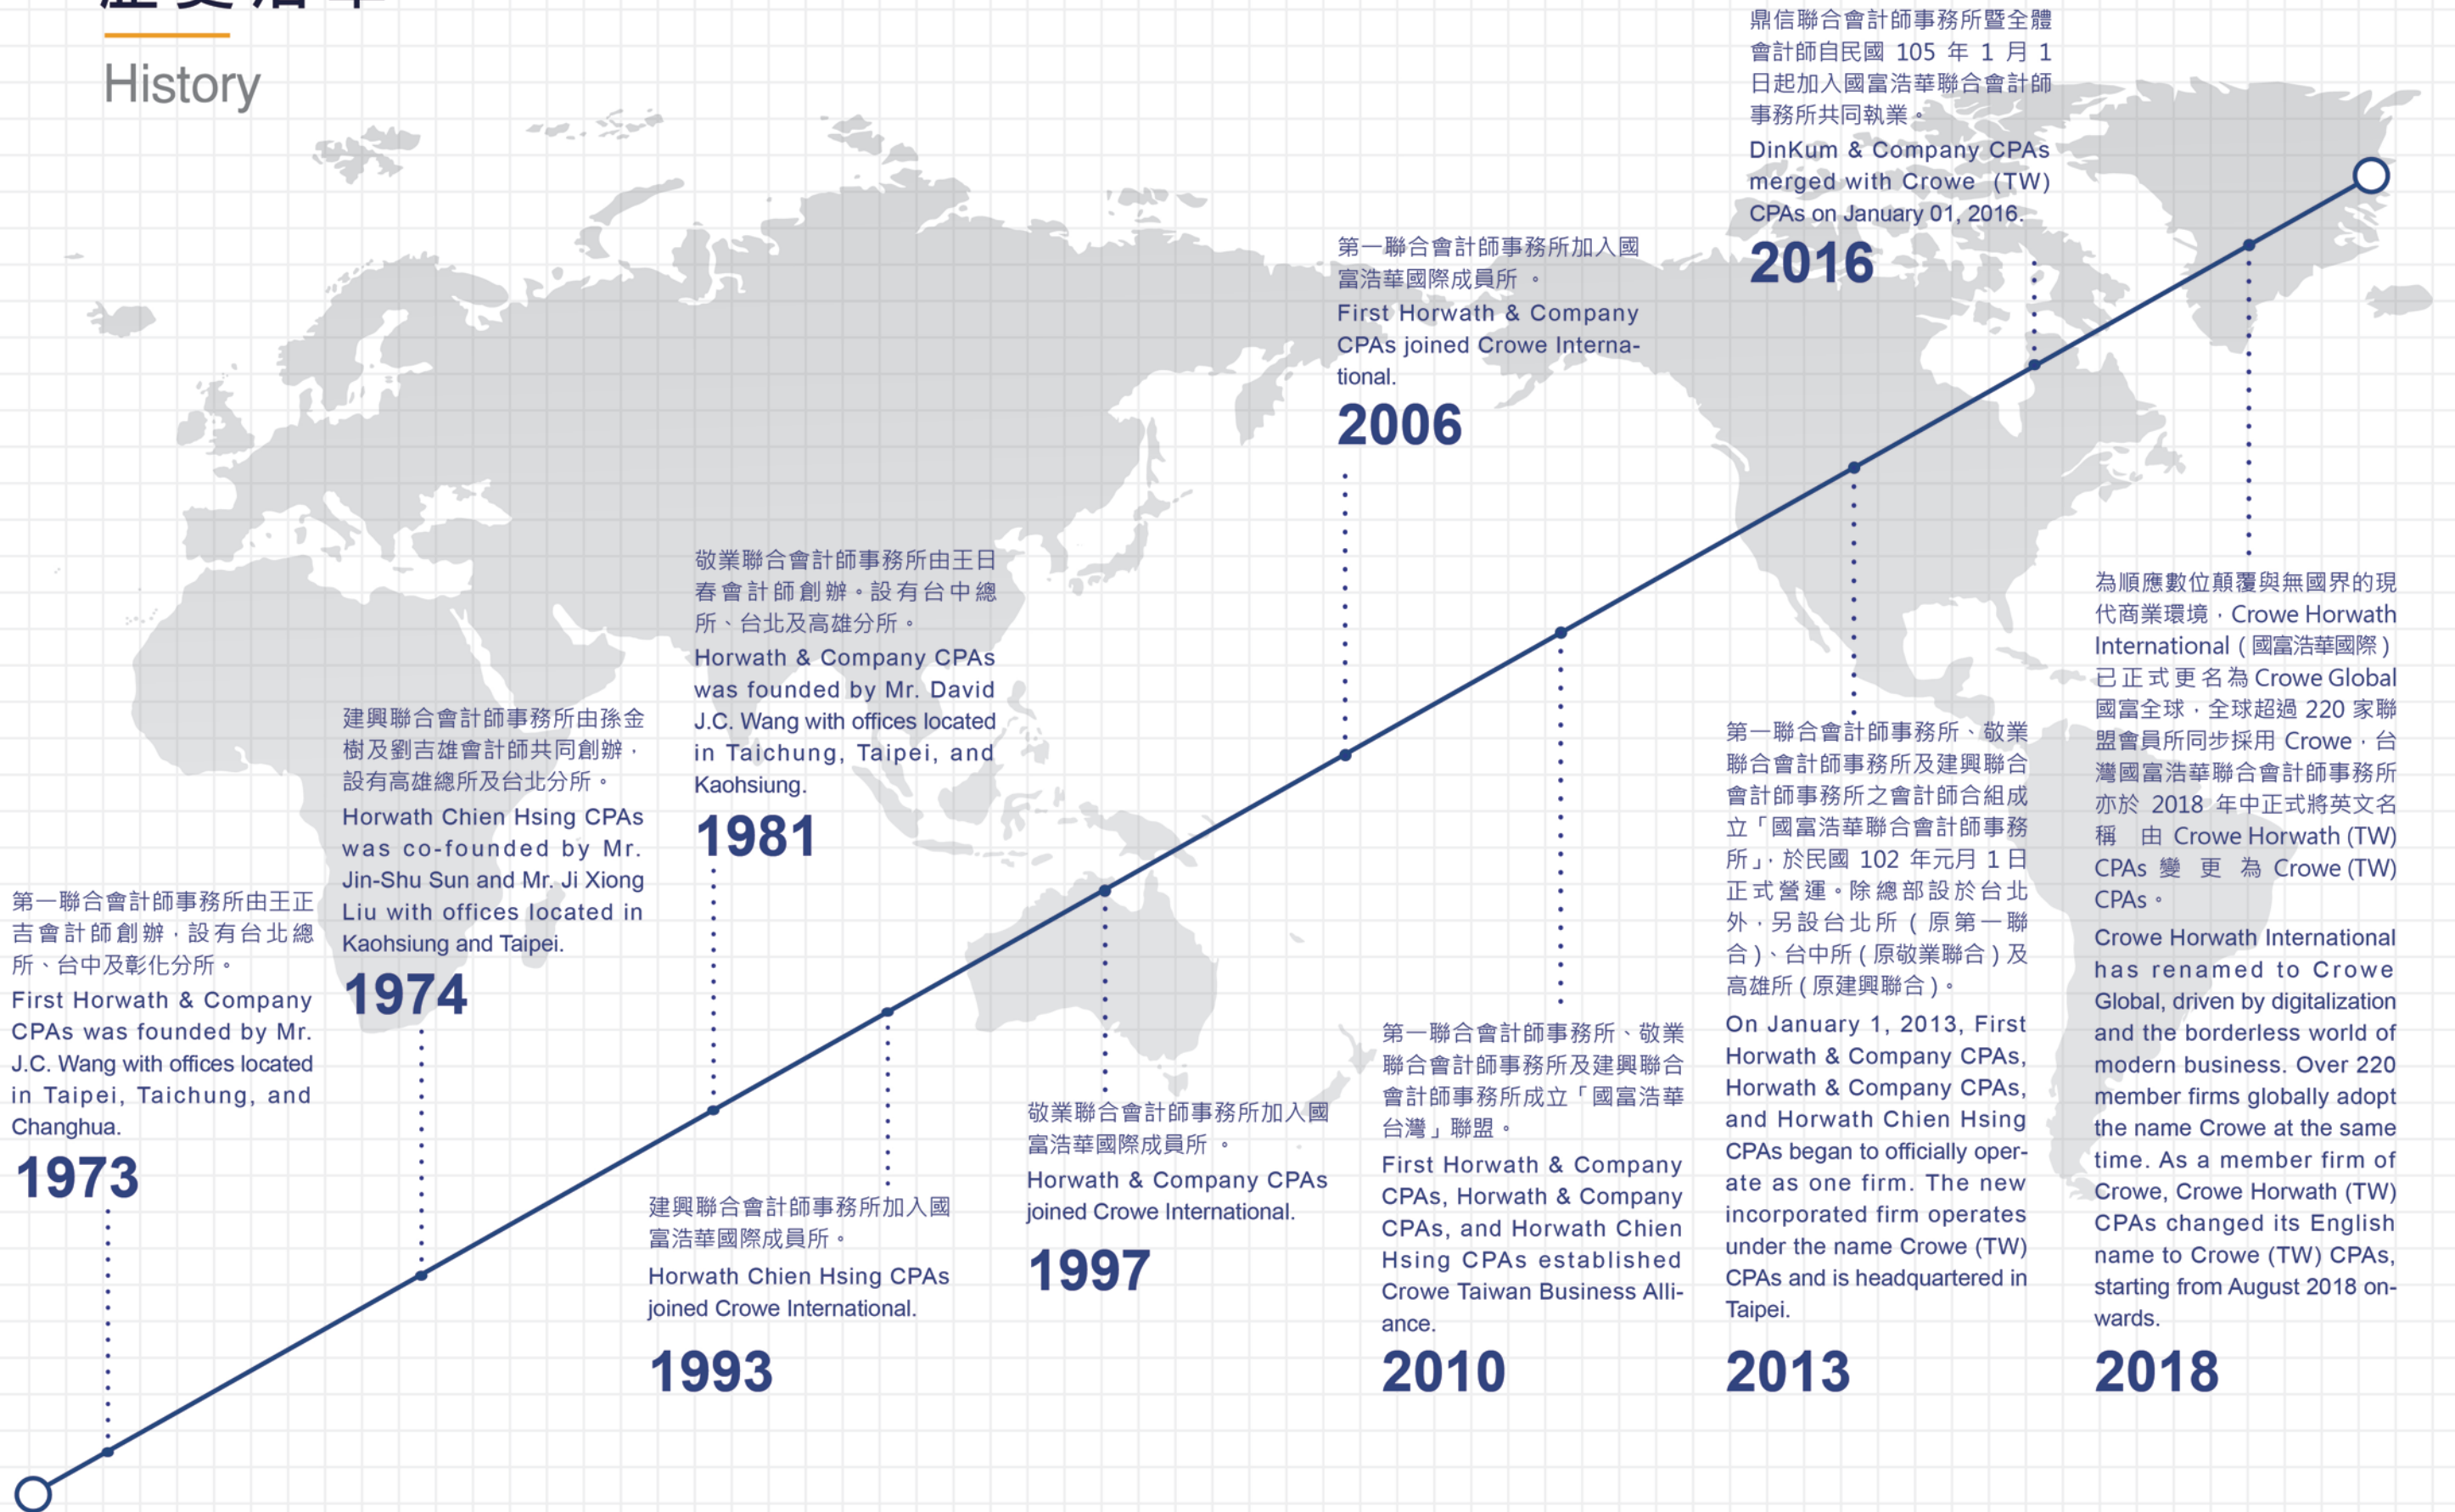 History
第一聯合會計師事務所由王正
吉會計師創辦，設有台北總
所、台中及彰化分所。
First Horwath & Company
CPAs was founded by Mr.
J.C. Wang with offices located
in Taipei, Taichung, and
Changhua.
1973
建興聯合會計師事務所由孫金
樹及劉吉雄會計師共同創辦，
設有高雄總所及台北分所。
Horwath Chien Hsing CPAs
was co-founded by Mr.
Jin-Shu Sun and Mr. Ji Xiong
Liu with offices located in
Kaohsiung and Taipei.
1974
敬業聯合會計師事務所由王日
春會計師創辦。設有台中總
所、台北及高雄分所。
Horwath & Company CPAs
was founded by Mr. David
J.C. Wang with offices located
in Taichung, Taipei, and
Kaohsiung.
1981
建興聯合會計師事務所加入國
富浩華國際成員所。
Horwath Chien Hsing CPAs
joined Crowe International.
1993
敬業聯合會計師事務所加入國
富浩華國際成員所 。
Horwath & Company CPAs
joined Crowe International.
1997
第一聯合會計師事務所加入國
富浩華國際成員所 。
First Horwath & Company
CPAs joined Crowe Interna-
tional.
2006
第一聯合會計師事務所、敬業
聯合會計師事務所及建興聯合
會計師事務所成立「國富浩華
台灣」聯盟。
First Horwath & Company
CPAs, Horwath & Company
CPAs, and Horwath Chien
Hsing CPAs established
Crowe Taiwan Business Alli-
ance.
2010
第一聯合會計師事務所、敬業
聯合會計師事務所及建興聯合
會計師事務所之會計師合組成
立「國富浩華聯合會計師事務
所」，於民國 102 年元月 1 日
正式營運。除總部設於台北
外，另設台北所 ( 原第一聯
合 )、台中所 ( 原敬業聯合 ) 及
高雄所 ( 原建興聯合 )。
On January 1, 2013, First
Horwath & Company CPAs,
Horwath & Company CPAs,
and Horwath Chien Hsing
CPAs began to officially oper-
ate as one firm. The new
incorporated firm operates
under the name Crowe (TW)
CPAs and is headquartered in
Taipei.
2013
鼎信聯合會計師事務所暨全體
會計師自民國 105 年 1 月 1
日起加入國富浩華聯合會計師
事務所共同執業。
DinKum & Company CPAs
merged with Crowe (TW)
CPAs on January 01, 2016.
2016
為順應數位顛覆與無國界的現
代商業環境，Crowe Horwath
International ( 國富浩華國際 )
已正式更名為 Crowe Global
國富全球，全球超過 220 家聯
盟會員所同步採用 Crowe，台
灣國富浩華聯合會計師事務所
亦於 2018 年中正式將英文名
稱 由 Crowe Horwath (TW)
CPAs 變 更 為 Crowe (TW)
CPAs。
Crowe Horwath International
has renamed to Crowe
Global, driven by digitalization
and the borderless world of
modern business. Over 220
member firms globally adopt
the name Crowe at the same
time. As a member firm of
Crowe, Crowe Horwath (TW)
CPAs changed its English
name to Crowe (TW) CPAs,
starting from August 2018 on-
wards.
2018